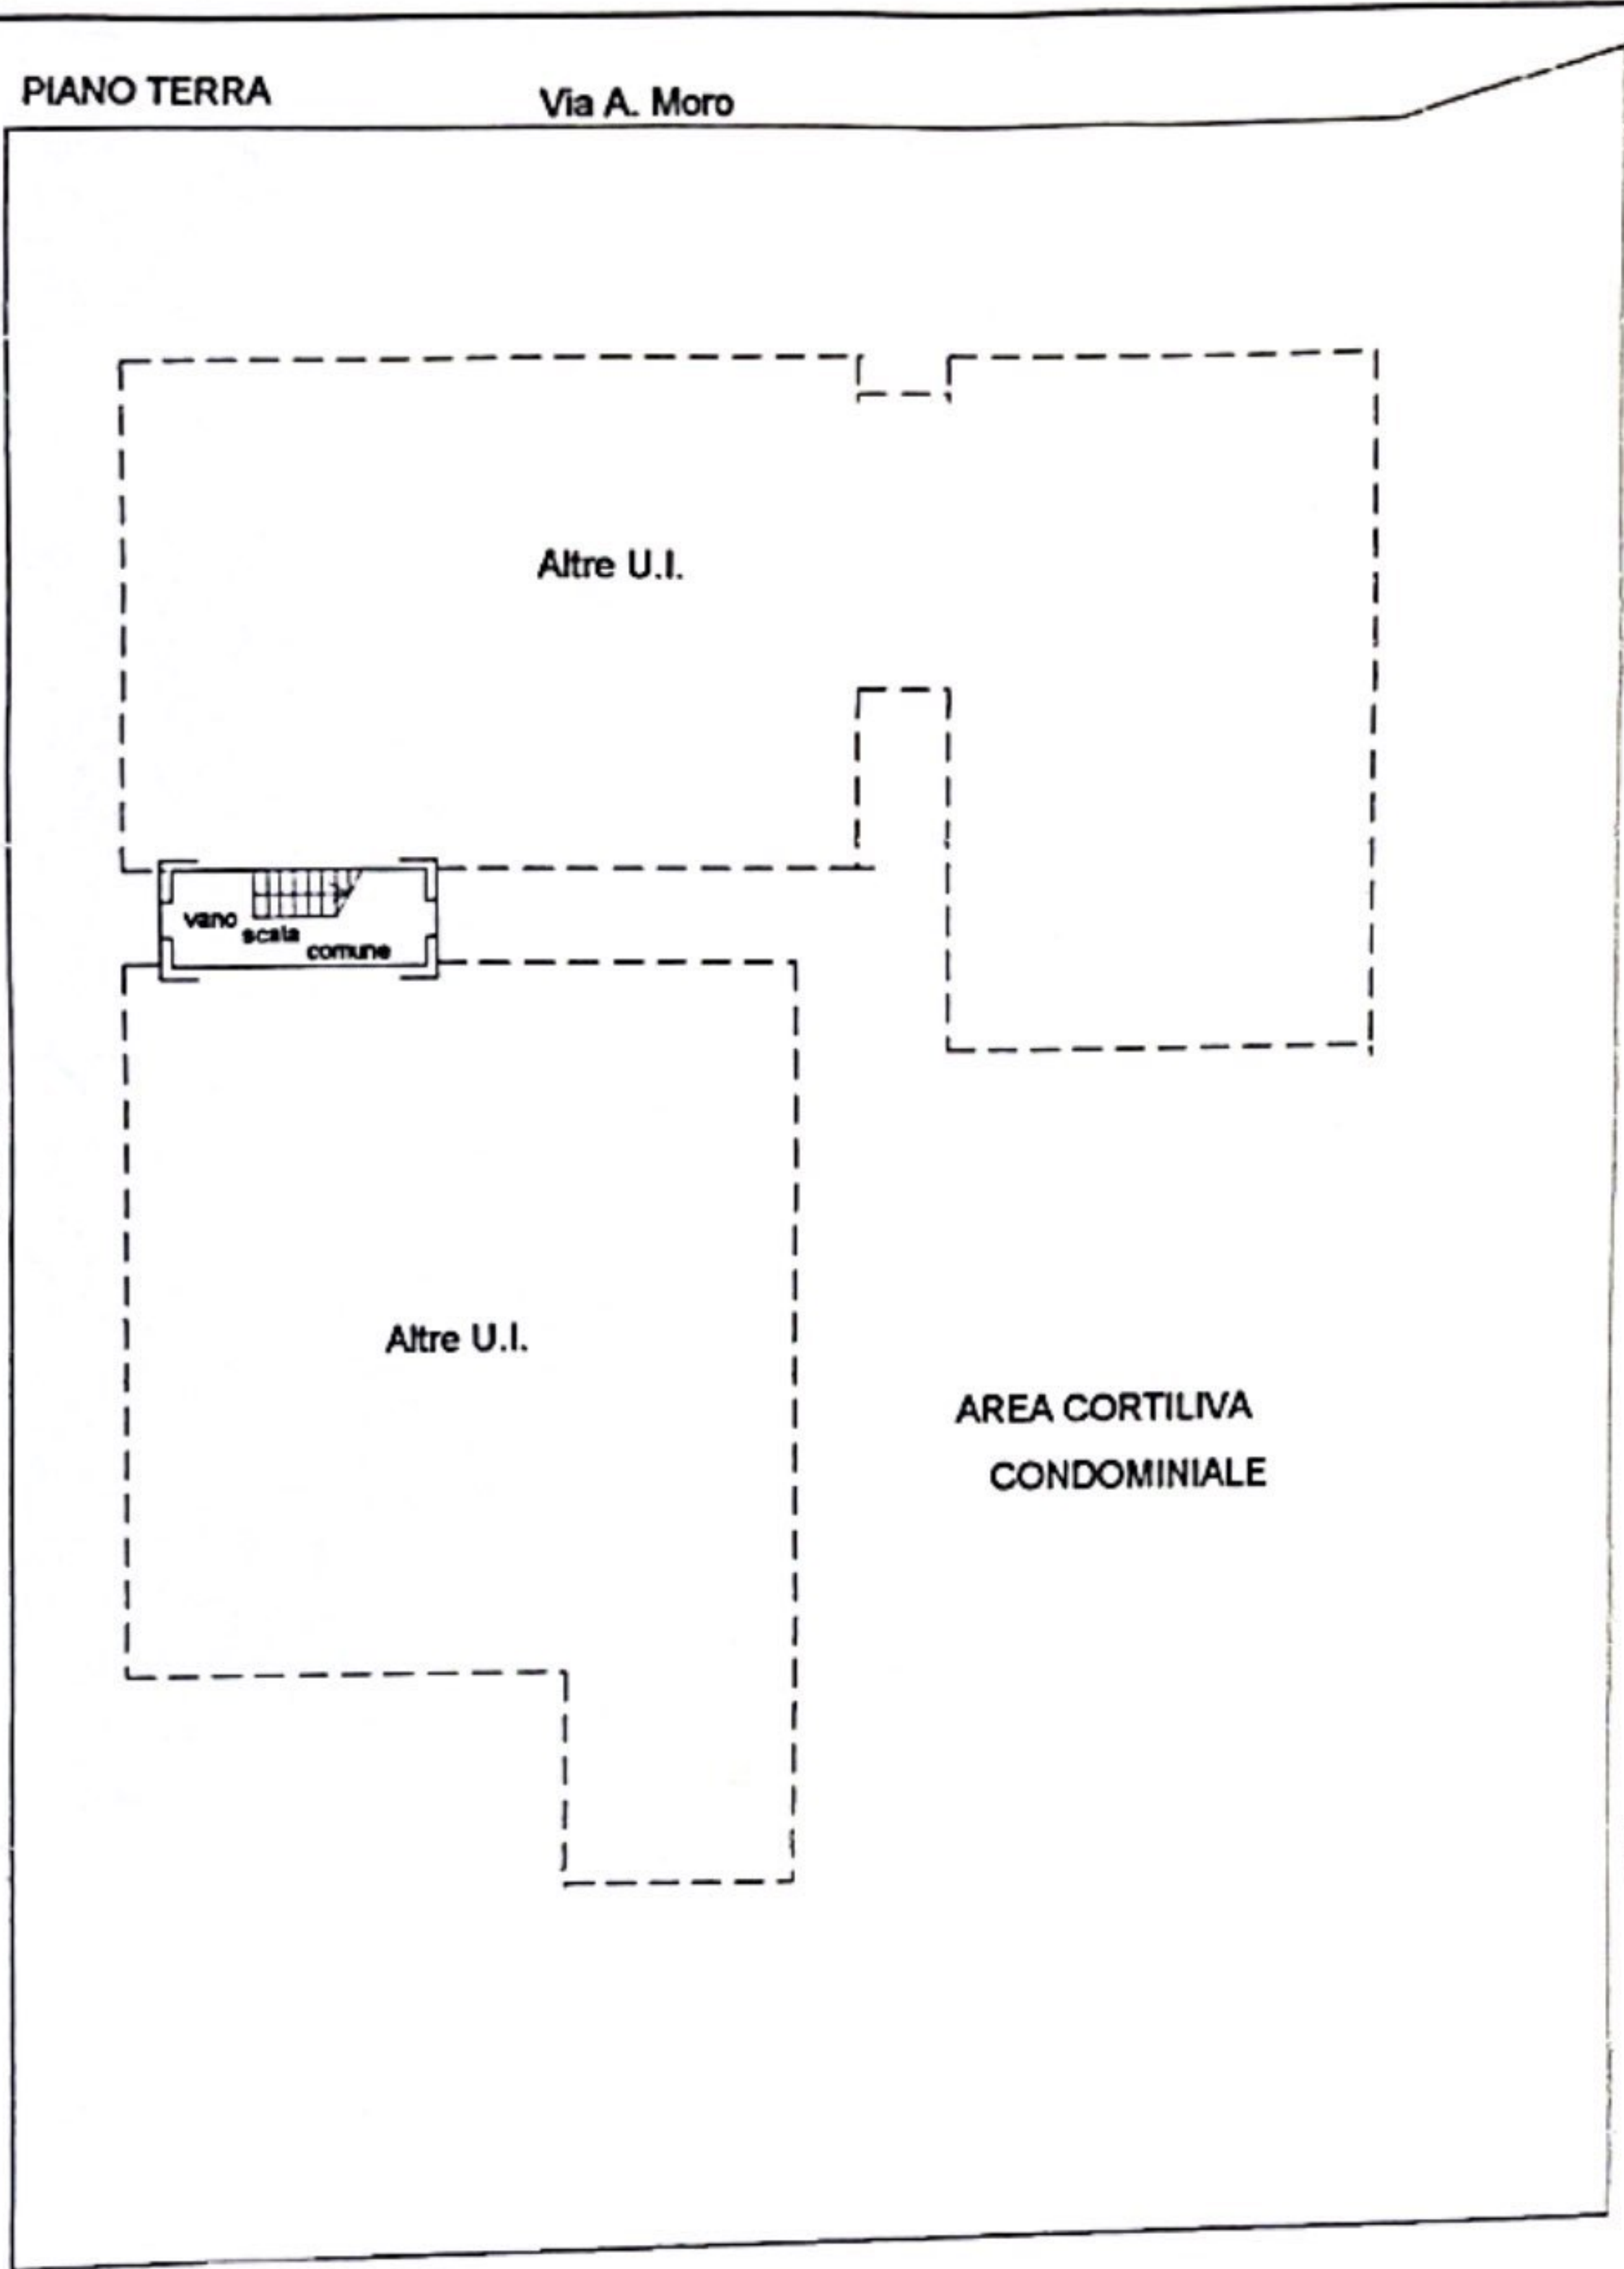 PIANO TERRA
Via A. Moro
Altre U.I.
vano
scala
comune
Altre U.I.
AREA CORTILIVA
CONDOMINIALE